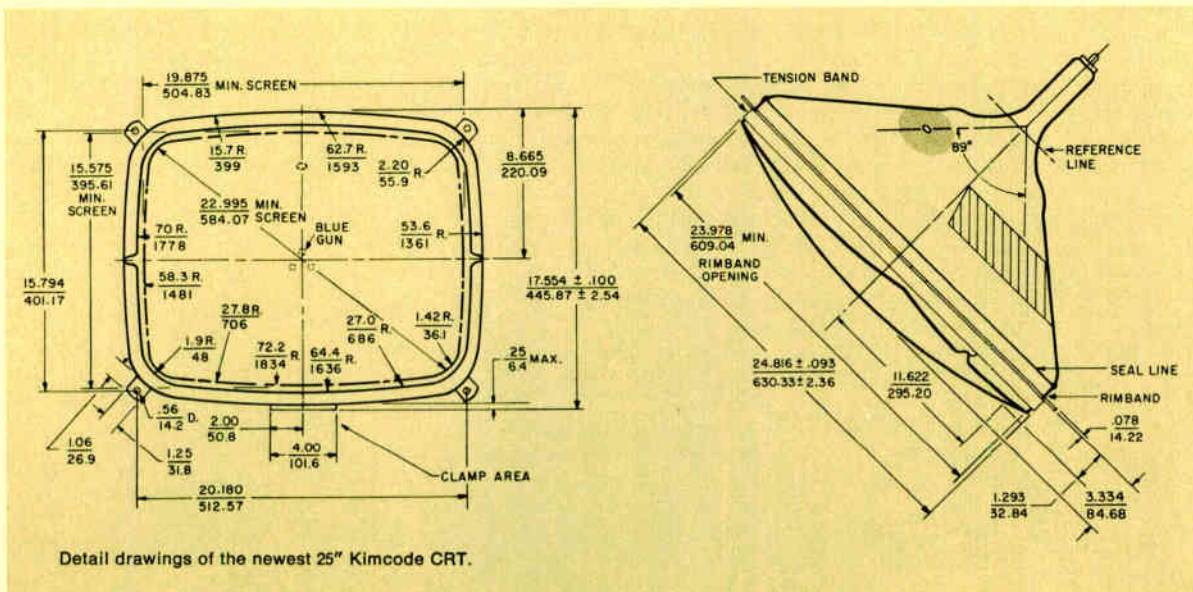 19.875
504.83 MIN. SCREEN
15.575
395.61
MIN.
SCREEN
15.7 R.
399
62.7 R.
1593
2.20 R.
55.9
8.665
220.09
22.995 MIN.
584.07 SCREEN
BLUE
GUN
70 R.
1778
53.6 R.
1361
15.794
401.17
58.3 R.
1481
17.554 ± .100
445.87 ± 2.54
27.8 R.
706
1.9 R.
48
72.2 R.
1834
64.4 R.
1636
27.0 R.
686
1.42 R.
36.1
.25 MAX.
6.4
.56 D.
14.2
2.00
50.8
4.00
101.6
1.06
26.9
1.25
31.8
CLAMP AREA
20.180
512.57
TENSION BAND
89°
REFERENCE
LINE
23.978 MIN.
609.04
RIMBAND
OPENING
24.816 ± .093
630.33 ± 2.36
11.622
295.20
SEAL LINE
RIMBAND
.078
14.22
1.293
32.84
3.334
84.68
Detail drawings of the newest 25" Kimcode CRT.